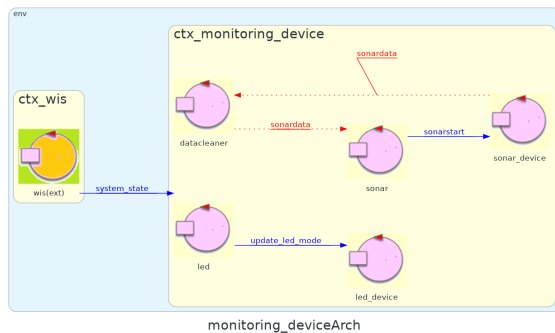 env
ctx_monitoring_device
sonardata
ctx_wis
datacleaner
sonardata
sonarstart
sonar_device
sonar
wis(ext)
system_state
led
update_led_mode
led_device
monitoring_deviceArch